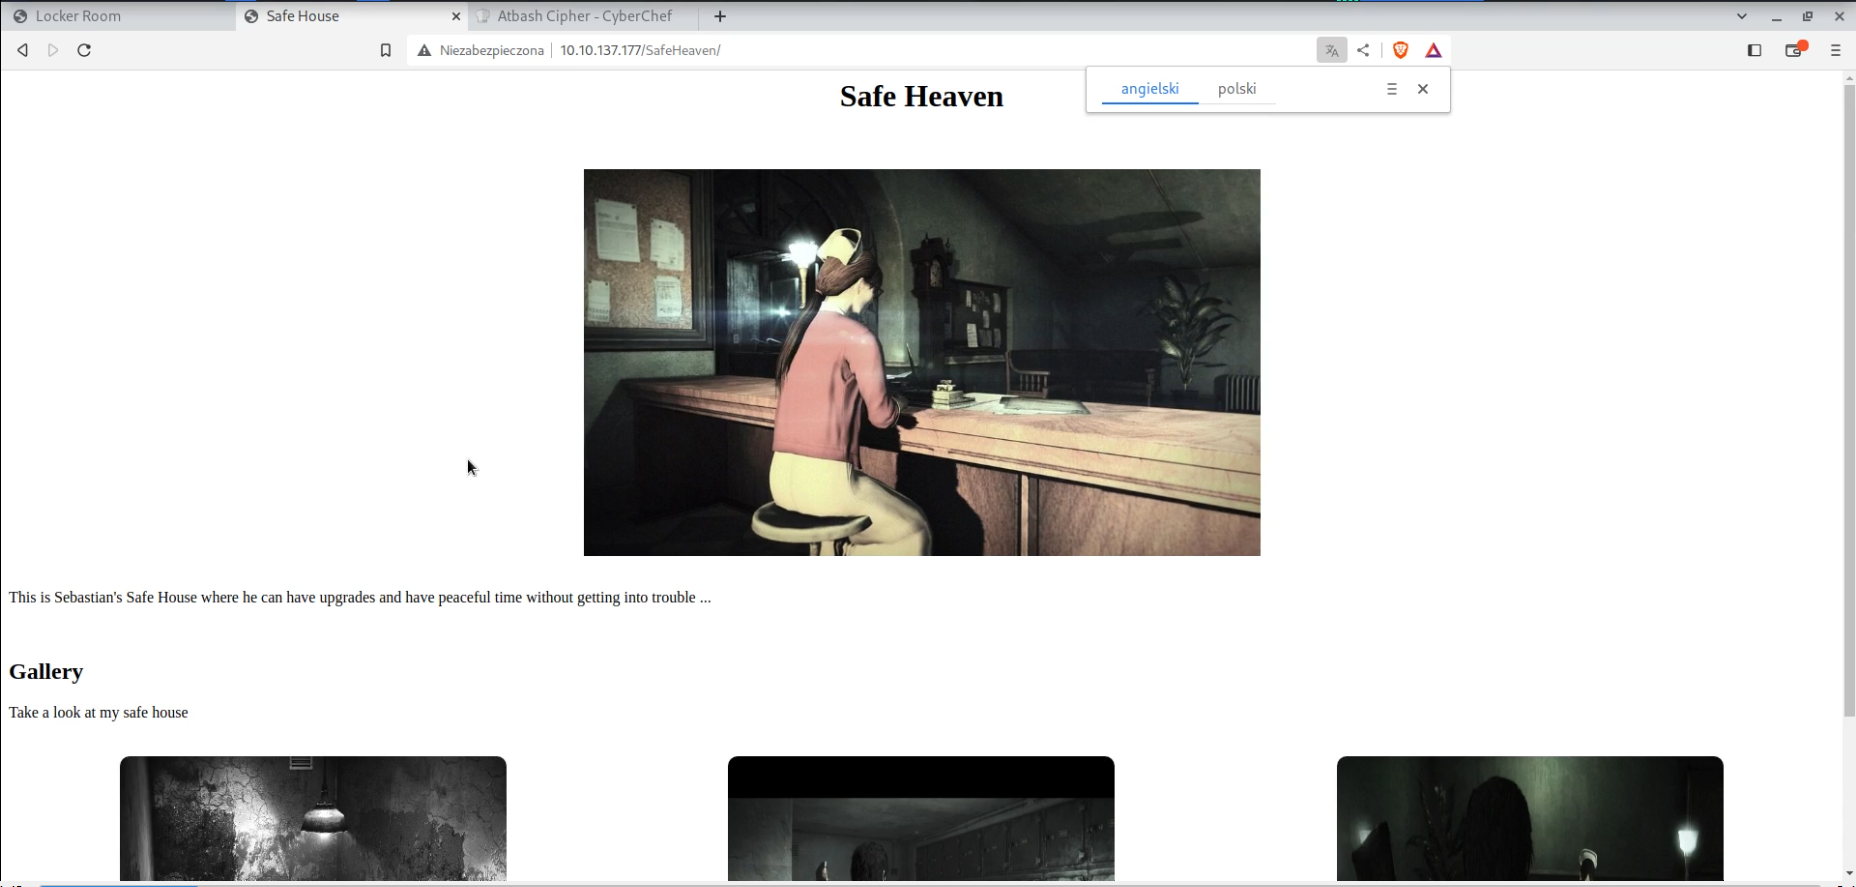 Locker Room
Safe House
Atbash Cipher - CyberChef
Niezabezpieczona
10.10.137.177/SafeHeaven/
angielski
polski
Safe Heaven
This is Sebastian's Safe House where he can have upgrades and have peaceful time without getting into trouble ...
Gallery
Take a look at my safe house